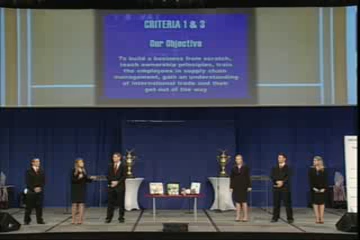 CRITERIA 1 & 3
Our Objective
To build a business from scratch,
teach ownership principles, train
the employees in supply chain
management, gain an understanding
of international trade and then
get out of the way